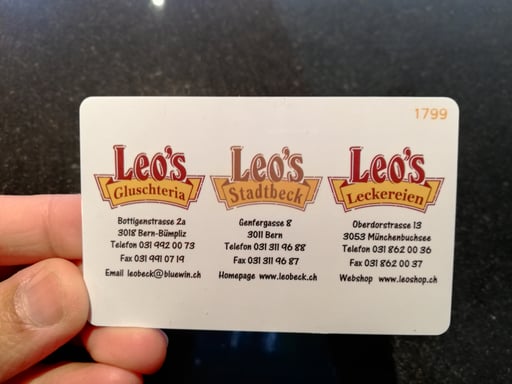 1799
Leo's
Gluschteria
Bottigenstrasse 2a
3018 Bern-Bümpliz
Telefon 031 992 00 73
Fax 031 991 07 19
Email leobeck@bluewin.ch
Leo's
Stadtbeck
Genfergasse 8
3011 Bern
Telefon 031 311 96 88
Fax 031 311 96 87
Homepage www.leobeck.ch
Leo's
Leckereien
Oberdorstrasse 13
3053 Münchenbuchsee
Telefon 031 862 00 36
Fax 031 862 00 37
Webshop www.leoshop.ch